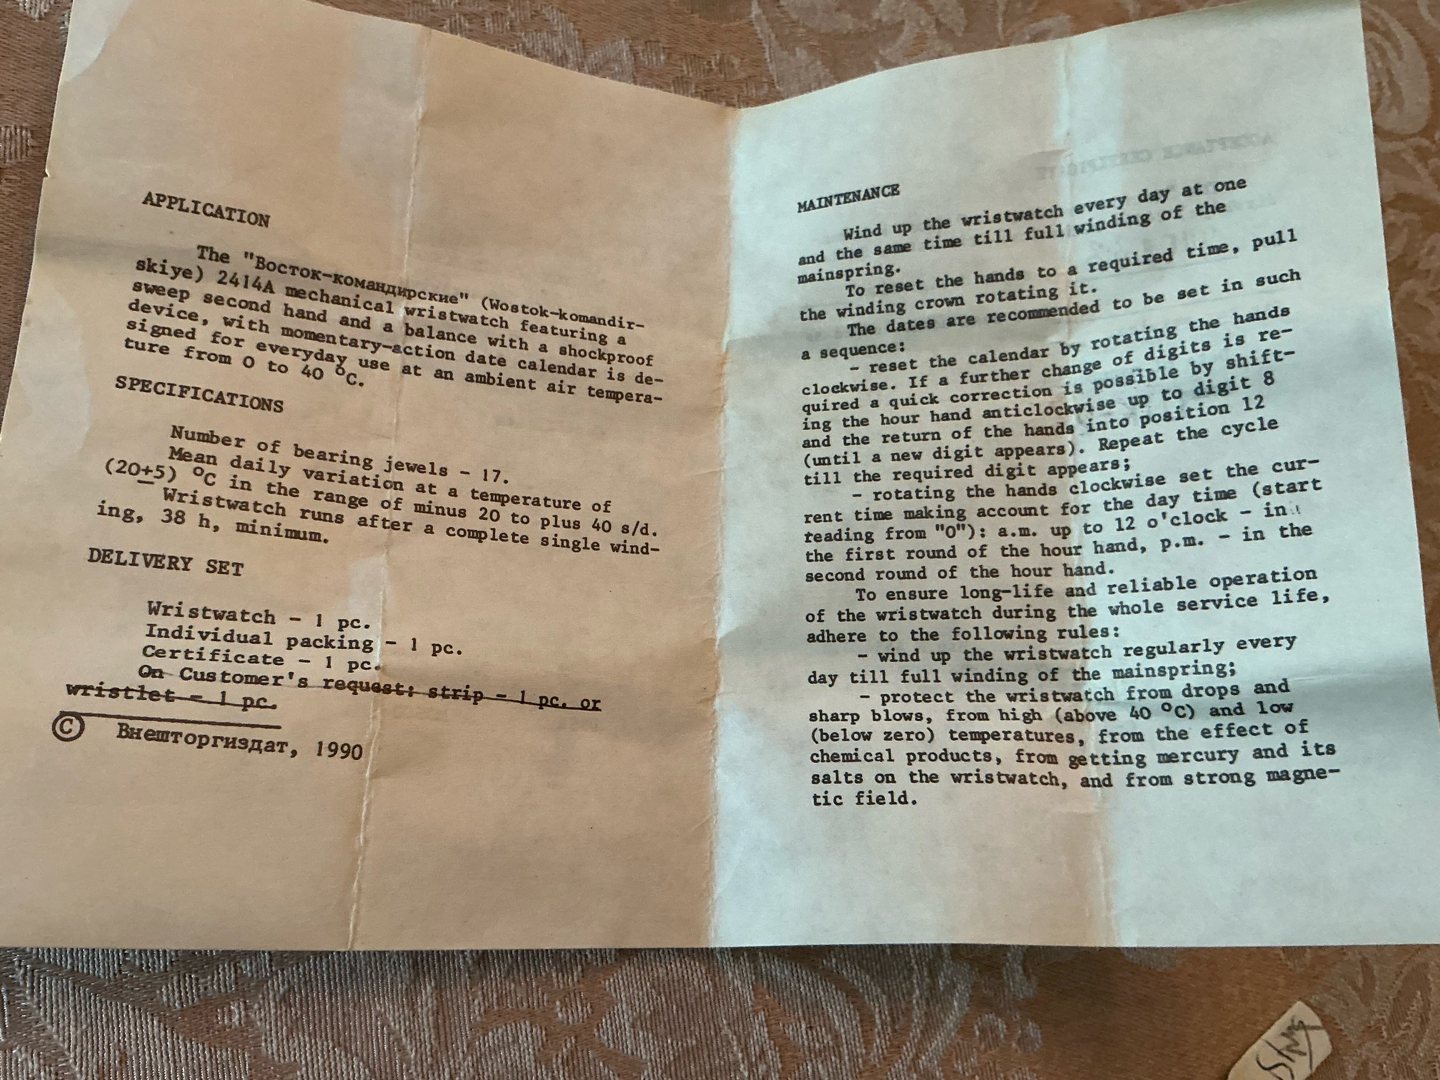 APPLICATION
The "Восток-командирские" (Wostok-komandir-
skiye) 2414A mechanical wristwatch featuring a
sweep second hand and a balance with a shockproof
device, with momentary-action date calendar is de-
signed for everyday use at an ambient air tempera-
ture from 0 to 40 °C.
SPECIFICATIONS
Number of bearing jewels - 17.
Mean daily variation at a temperature of
(20±5) °C in the range of minus 20 to plus 40 s/d.
Wristwatch runs after a complete single wind-
ing, 38 h, minimum.
DELIVERY SET
Wristwatch - 1 pc.
Individual packing - 1 pc.
Certificate - 1 pc.
On Customer's request: strip - 1 pc. or
wristlet - 1 pc.
© Внешторгиздат, 1990
MAINTENANCE
Wind up the wristwatch every day at one
and the same time till full winding of the
mainspring.
To reset the hands to a required time, pull
the winding crown rotating it.
The dates are recommended to be set in such
a sequence:
- reset the calendar by rotating the hands
clockwise. If a further change of digits is re-
quired a quick correction is possible by shift-
ing the hour hand anticlockwise up to digit 8
and the return of the hands into position 12
(until a new digit appears). Repeat the cycle
till the required digit appears;
- rotating the hands clockwise set the cur-
rent time making account for the day time (start
reading from "0"): a.m. up to 12 o'clock - in
the first round of the hour hand, p.m. - in the
second round of the hour hand.
To ensure long-life and reliable operation
of the wristwatch during the whole service life,
adhere to the following rules:
- wind up the wristwatch regularly every
day till full winding of the mainspring;
- protect the wristwatch from drops and
sharp blows, from high (above 40 °C) and low
(below zero) temperatures, from the effect of
chemical products, from getting mercury and its
salts on the wristwatch, and from strong magne-
tic field.